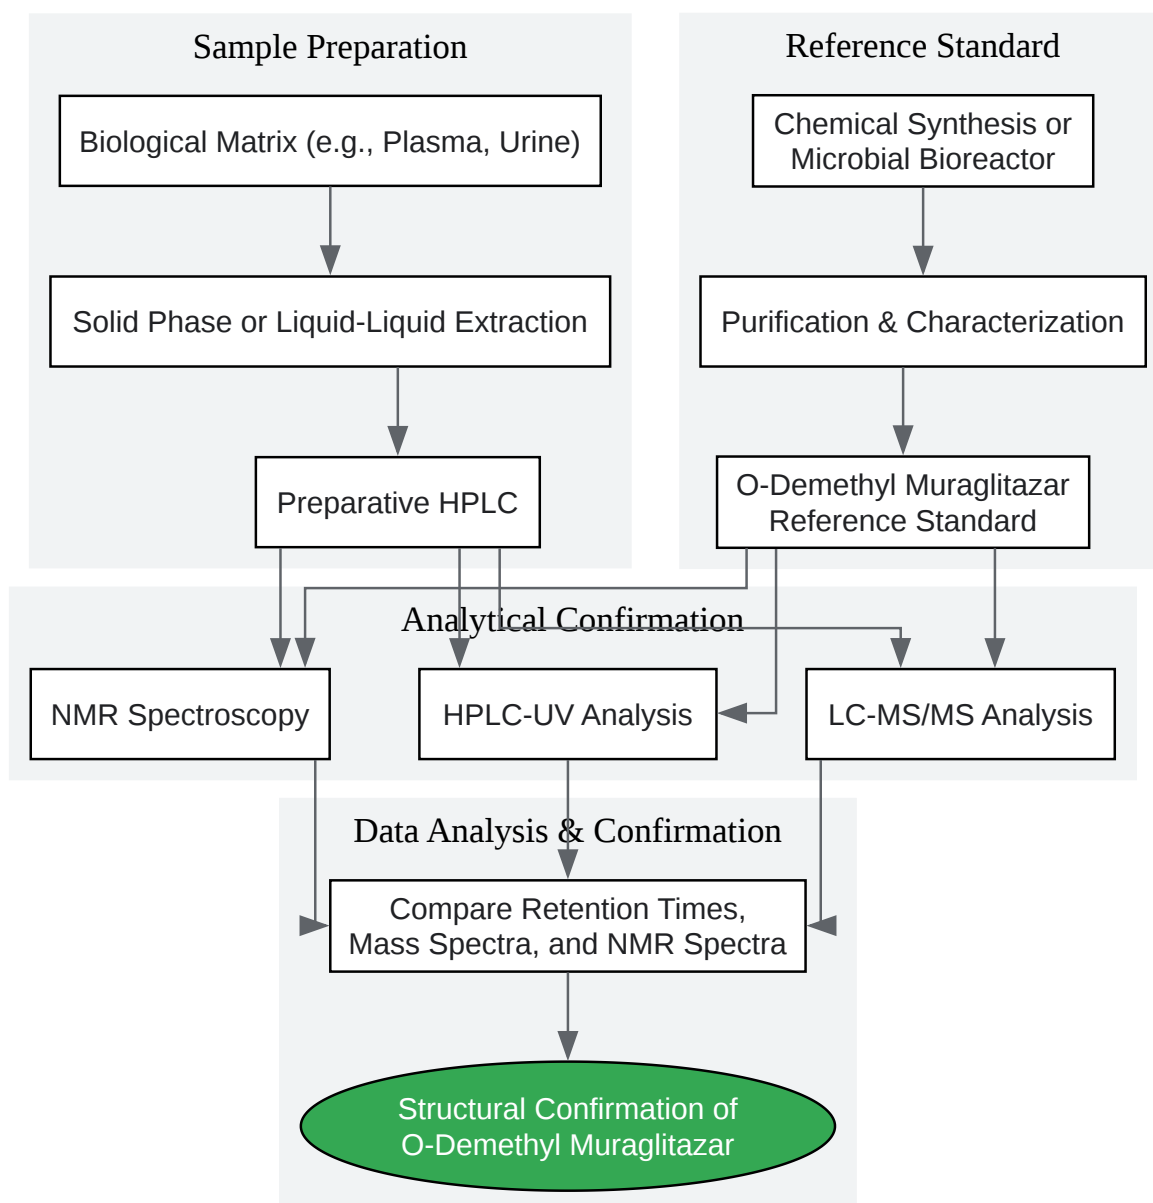 Sample Preparation
Biological Matrix (e.g., Plasma, Urine)
Solid Phase or Liquid-Liquid Extraction
Preparative HPLC
Reference Standard
Chemical Synthesis or
Microbial Bioreactor
Purification & Characterization
O-Demethyl Muraglitazar
Reference Standard
Analytical Confirmation
NMR Spectroscopy
HPLC-UV Analysis
LC-MS/MS Analysis
Data Analysis & Confirmation
Compare Retention Times,
Mass Spectra, and NMR Spectra
Structural Confirmation of
O-Demethyl Muraglitazar